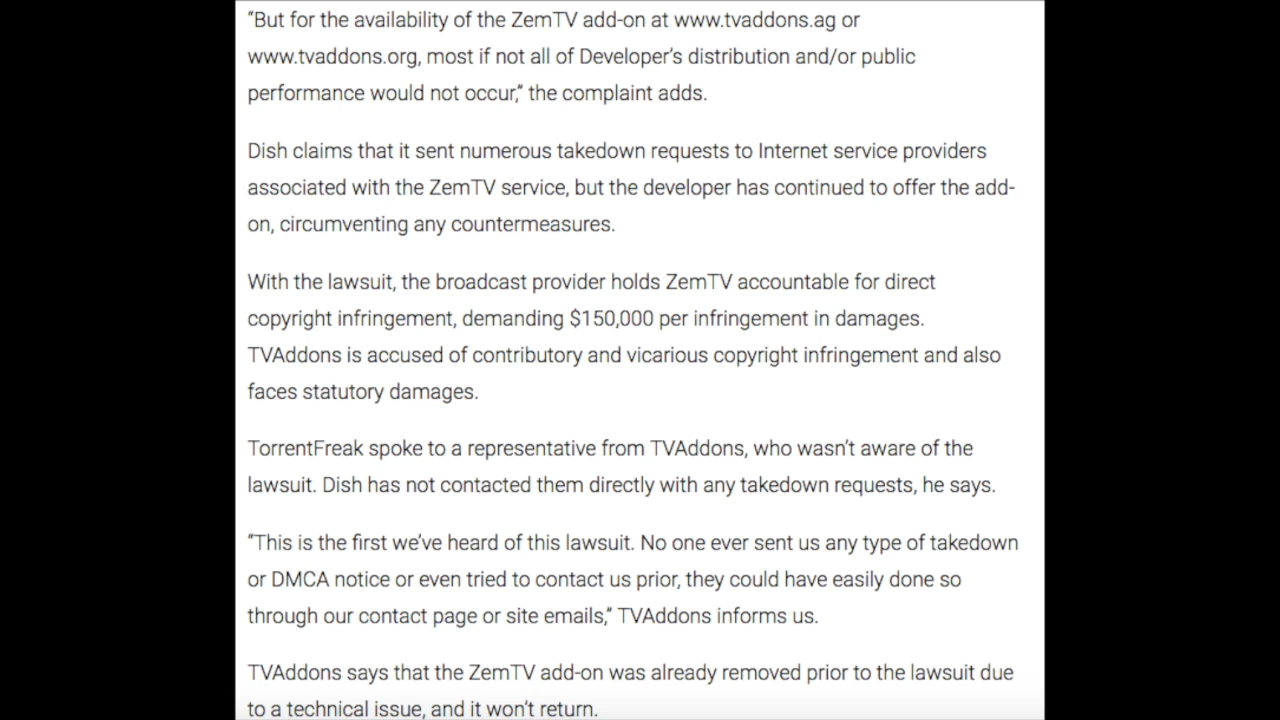 “But for the availability of the ZemTV add-on at www.tvaddons.ag or
www.tvaddons.org, most if not all of Developer’s distribution and/or public
performance would not occur,” the complaint adds.
Dish claims that it sent numerous takedown requests to Internet service providers
associated with the ZemTV service, but the developer has continued to offer the add-
on, circumventing any countermeasures.
With the lawsuit, the broadcast provider holds ZemTV accountable for direct
copyright infringement, demanding $150,000 per infringement in damages.
TVAddons is accused of contributory and vicarious copyright infringement and also
faces statutory damages.
TorrentFreak spoke to a representative from TVAddons, who wasn’t aware of the
lawsuit. Dish has not contacted them directly with any takedown requests, he says.
“This is the first we’ve heard of this lawsuit. No one ever sent us any type of takedown
or DMCA notice or even tried to contact us prior, they could have easily done so
through our contact page or site emails,” TVAddons informs us.
TVAddons says that the ZemTV add-on was already removed prior to the lawsuit due
to a technical issue, and it won’t return.